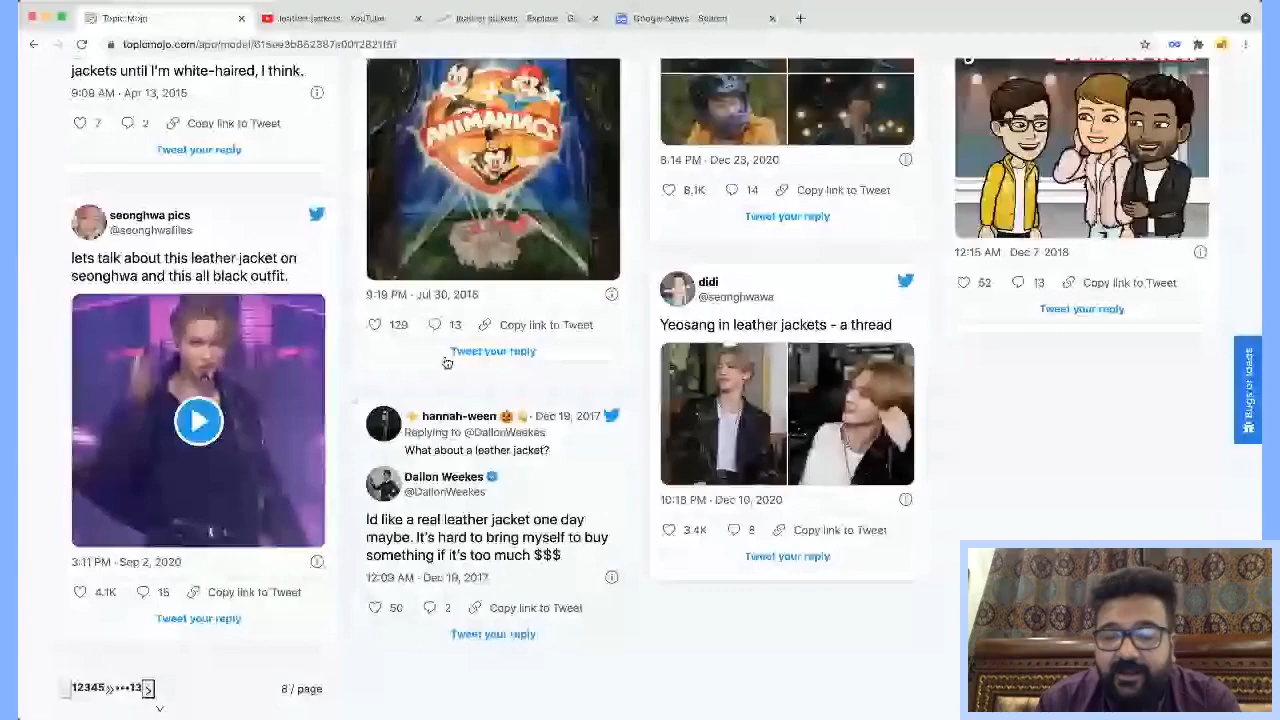 Topic Mojo
leather jackets - YouTube
leather jackets - Explore - G
Google News - Search
topicmojo.com/app/model/
jackets until I'm white-haired, I think.
9:09 AM · Apr 13, 2015
7 2 Copy link to Tweet
Tweet your reply
seonghwa pics
@seonghwafiles
lets talk about this leather jacket on
seonghwa and this all black outfit.
3:11 PM · Sep 2, 2020
4.1K 15 Copy link to Tweet
Tweet your reply
12345 ››•••13 >
8 / page
ANIMANIACS
9:19 PM · Jul 30, 2016
129 13 Copy link to Tweet
Tweet your reply
hannah-ween · Dec 19, 2017
Replying to @DallonWeekes
What about a leather jacket?
Dallon Weekes
@DallonWeekes
Id like a real leather jacket one day
maybe. It's hard to bring myself to buy
something if it's too much $$$
12:09 AM · Dec 19, 2017
50 2 Copy link to Tweet
Tweet your reply
8:14 PM · Dec 23, 2020
8.1K 14 Copy link to Tweet
Tweet your reply
didi
@seonghwawa
Yeosang in leather jackets - a thread
10:18 PM · Dec 10, 2020
3.4K 8 Copy link to Tweet
Tweet your reply
12:15 AM · Dec 7, 2018
52 13 Copy link to Tweet
Tweet your reply
Bugs or Ideas